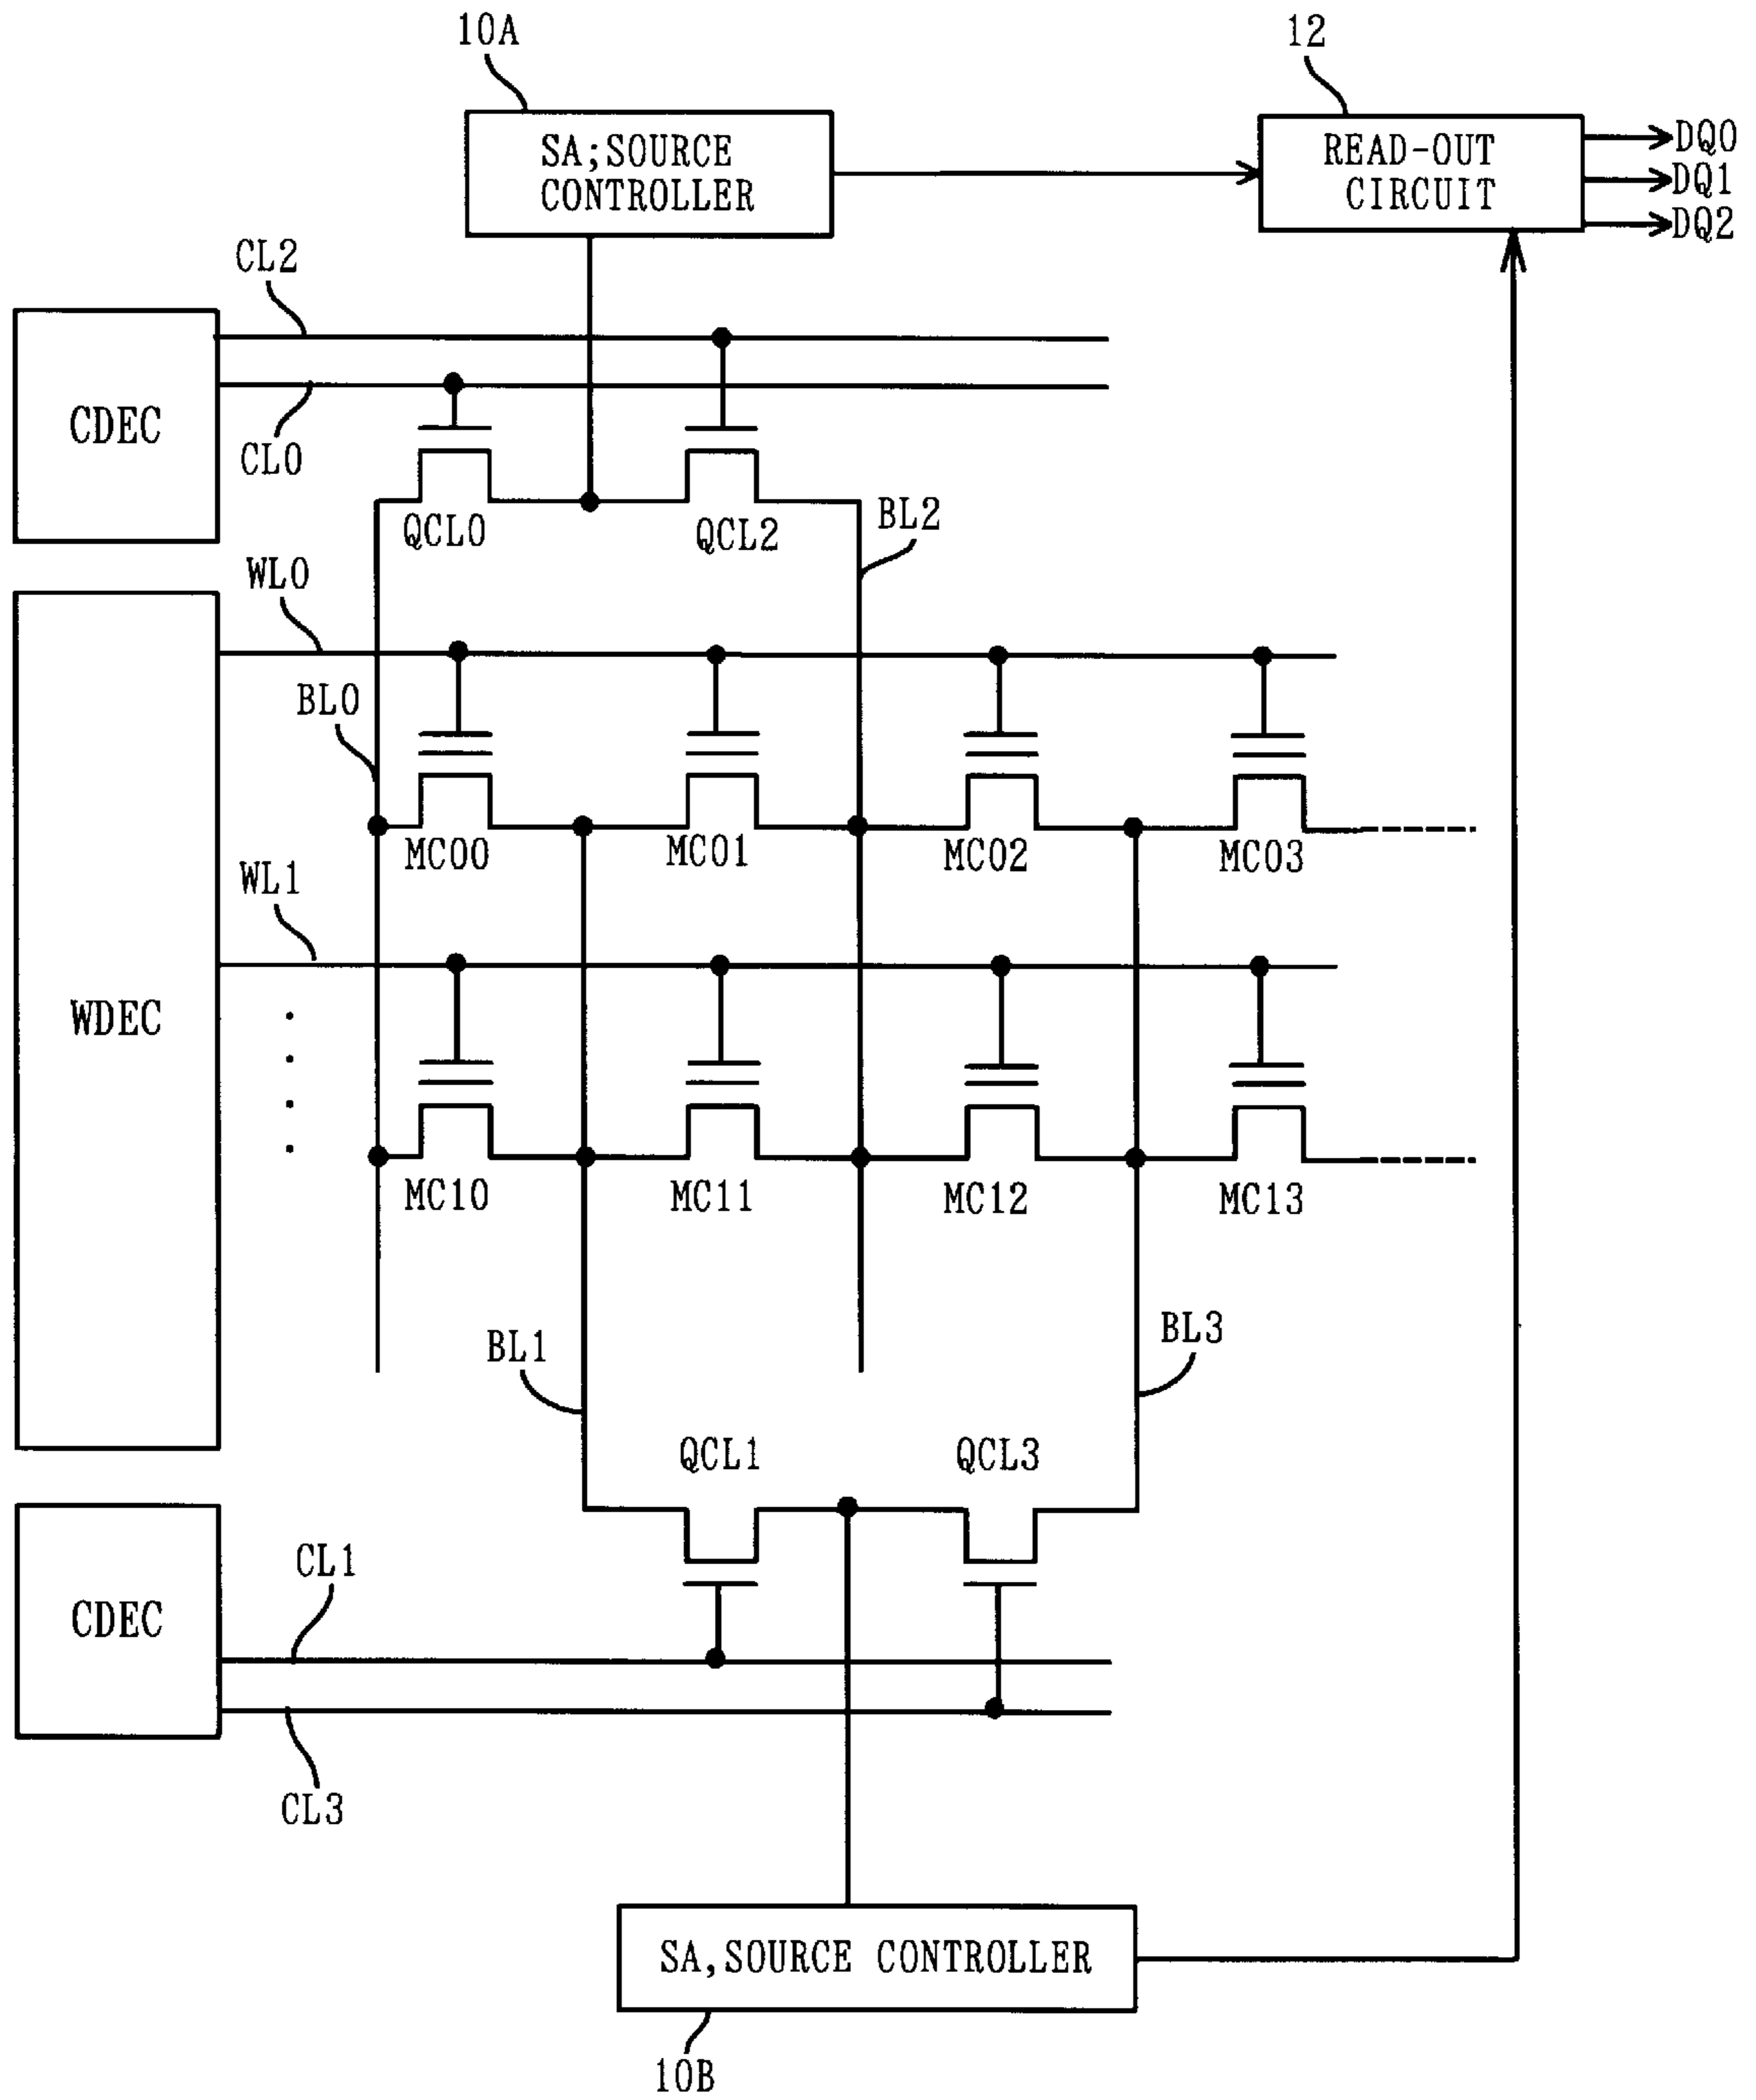 10A
12
SA;SOURCE
CONTROLLER
READ-OUT
CIRCUIT
DQ0
DQ1
DQ2
CL2
CDEC
CL0
QCL0
QCL2
BL2
WL0
BL0
MC00
MC01
MC02
MC03
WL1
WDEC
MC10
MC11
MC12
MC13
BL1
BL3
QCL1
QCL3
CL1
CDEC
CL3
SA,SOURCE CONTROLLER
10B